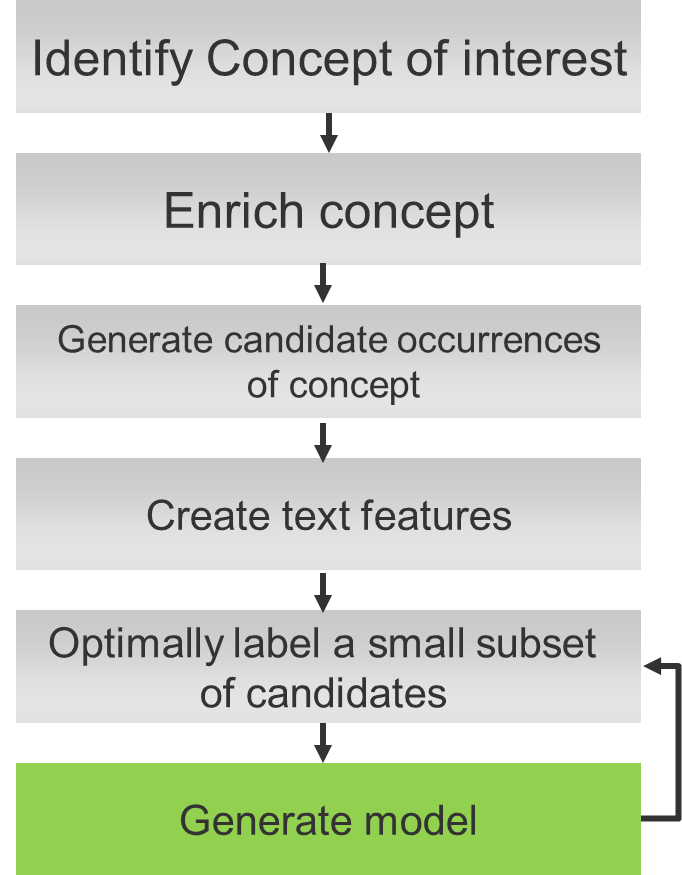 Identify Concept of interest
Enrich concept
Generate candidate occurrences
of concept
Create text features
Optimally label a small subset
of candidates
Generate model